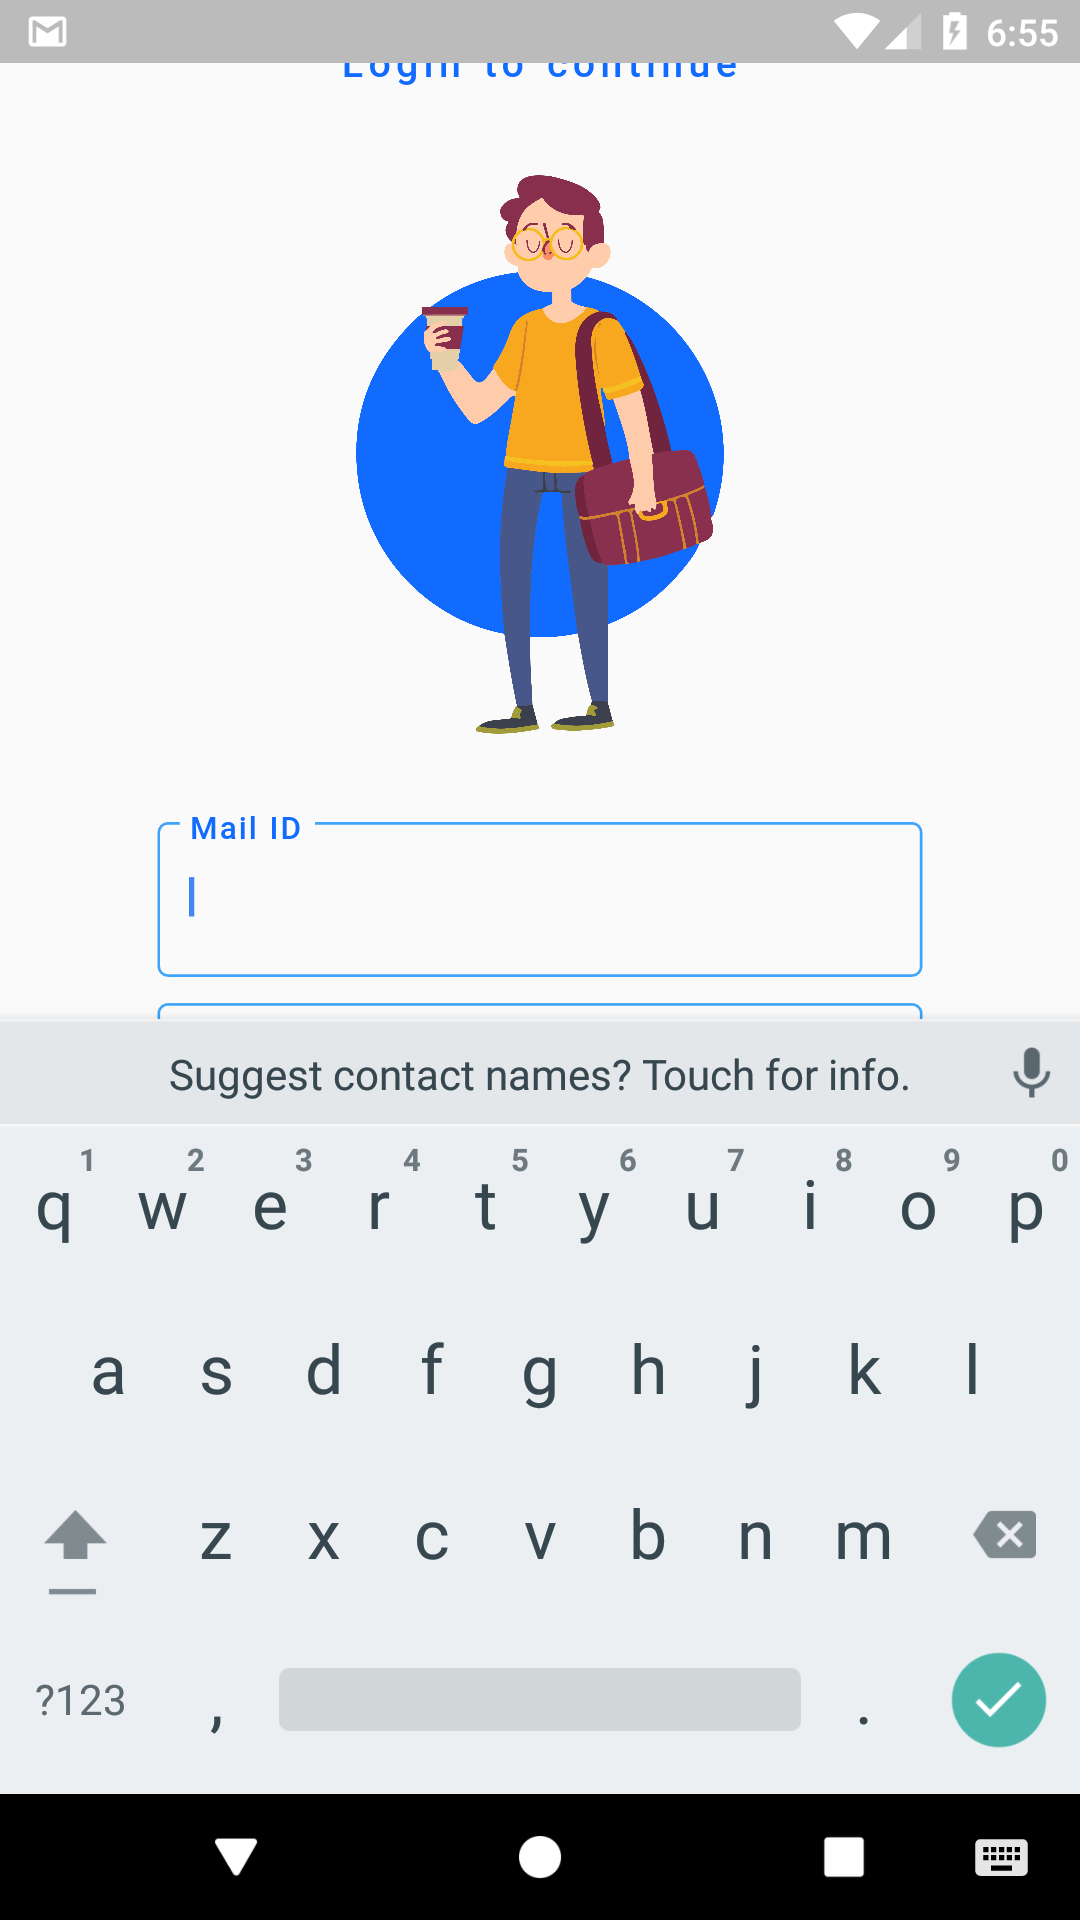 6:55
Login to continue
Mail ID
Suggest contact names? Touch for info.
1 2 3 4 5 6 7 8 9 0
q w e r t y u i o p
a s d f g h j k l
z x c v b n m
?123 , .